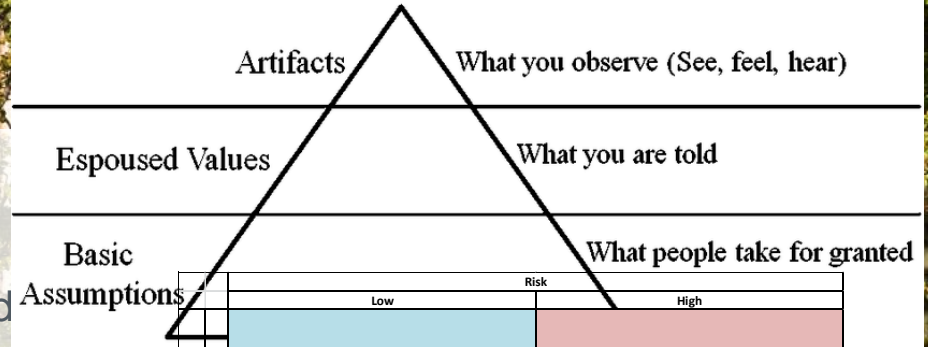 Artifacts What you observe (See, feel, hear)
Espoused Values What you are told
Basic What people take for granted
Assumptions
Risk
Low High